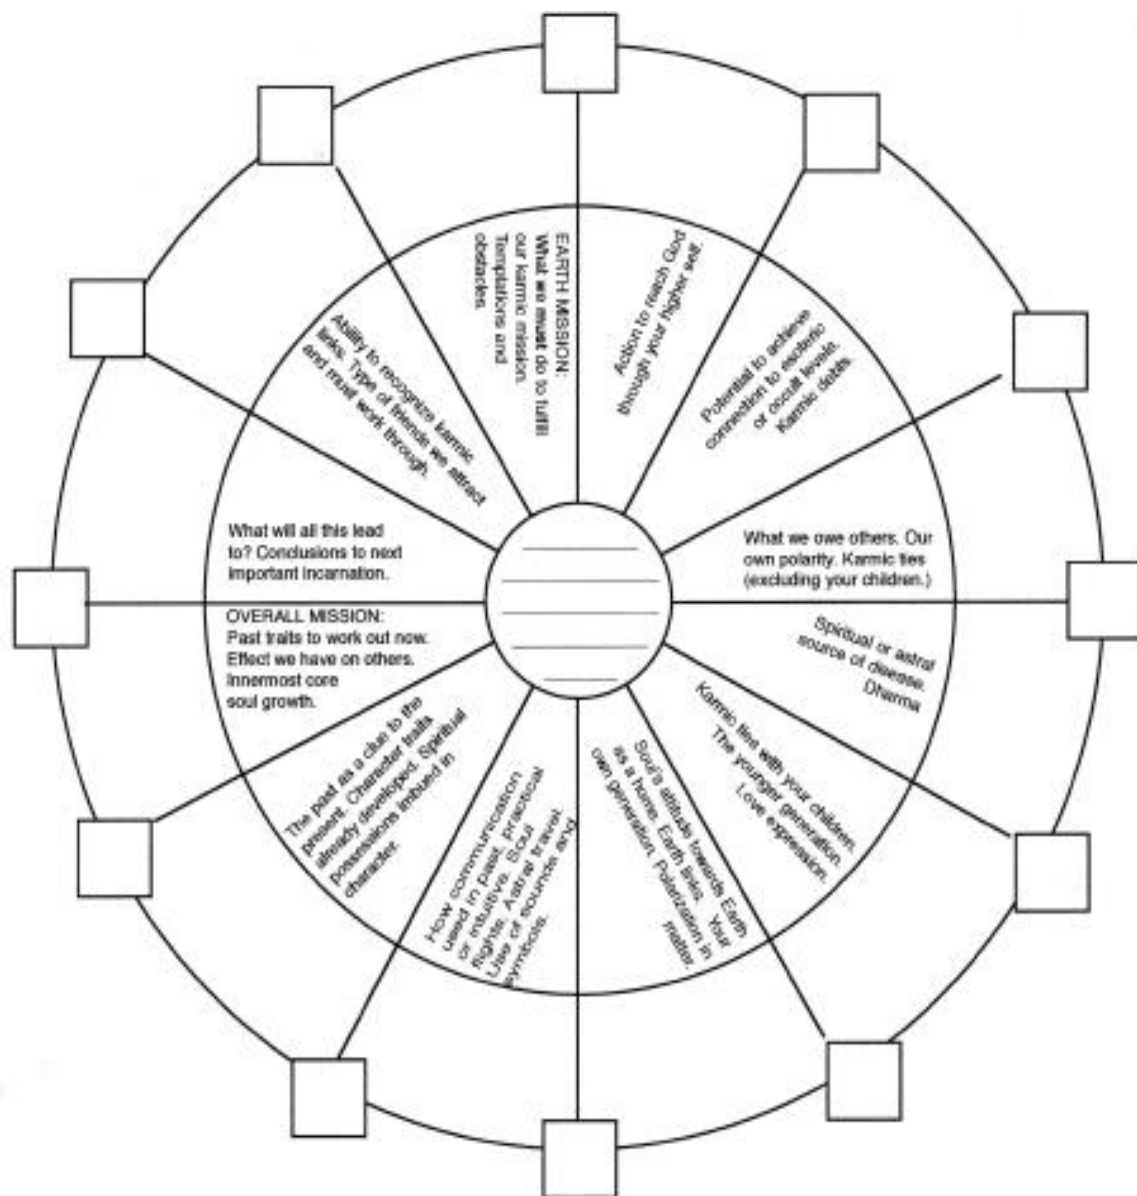 EARTH MISSION:
What we must do to fulfill
our karmic mission.
Temptations and
obstacles.
Action to reach God
through your higher self.
Potential to achieve
connection to esoteric
or occult levels.
Karmic debts.
What we owe others. Our
own polarity. Karmic ties
(excluding your children.)
Spiritual or astral
source of disease.
Dharma
Karmic ties with your children.
The younger generation.
Love expression.
Soul's attitude towards Earth
as a home. Earth links. Your
own generation. Polarization in
matter.
How communication
used in past, practical
or intuitive. Soul
flights. Astral travel.
Use of sounds and
symbols.
The past as a clue to the
present. Character traits
already developed. Spiritual
possessions imbued in
character.
OVERALL MISSION:
Past traits to work out now.
Effect we have on others.
Innermost core
soul growth.
What will all this lead
to? Conclusions to next
important incarnation.
Ability to recognize karmic
links. Type of friends we attract
and must work through.